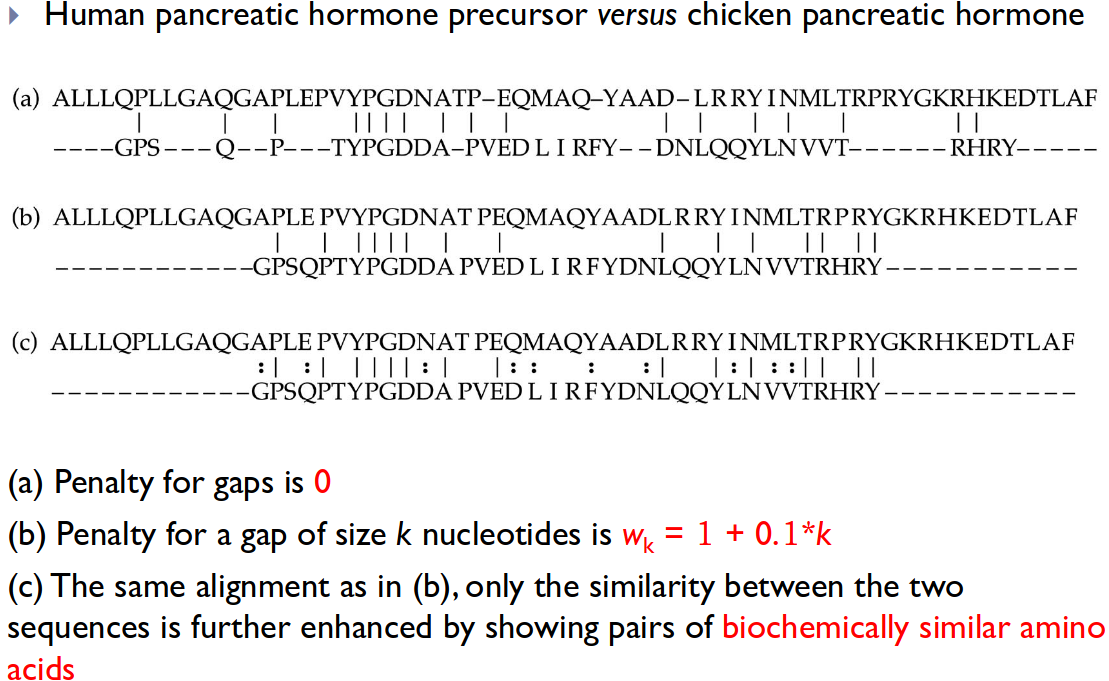 Human pancreatic hormone precursor versus chicken pancreatic hormone
(a) ALLLQPLLGAQGAPLEPVYPGDNATP–EQMAQ–YAAD–LRRYINMLTRPRYGKRHKEDTLAF
| | | |||| | | | | | | | | ||
––––GPS–––Q––P–––TYPGDDA–PVEDLIRFY––DNLQQYLNVVT––––––RHRY–––––
(b) ALLLQPLLGAQGAPLEPVYPGDNATPEQMAQYAADLRRYINMLTRPRYGKRHKEDTLAF
| | |||| | | | | | || ||
––––––––––––GPSQPTYPGDDAPVEDLIRFYDNLQQYLNVVTRHRY––––––––––––
(c) ALLLQPLLGAQGAPLEPVYPGDNATPEQMAQYAADLRRYINMLTRPRYGKRHKEDTLAF
:| :| ||||:| |:: : :| |:| ::|| ||
––––––––––––GPSQPTYPGDDAPVEDLIRFYDNLQQYLNVVTRHRY––––––––––––
(a) Penalty for gaps is 0
(b) Penalty for a gap of size k nucleotides is wk = 1 + 0.1*k
(c) The same alignment as in (b), only the similarity between the two
sequences is further enhanced by showing pairs of biochemically similar amino
acids